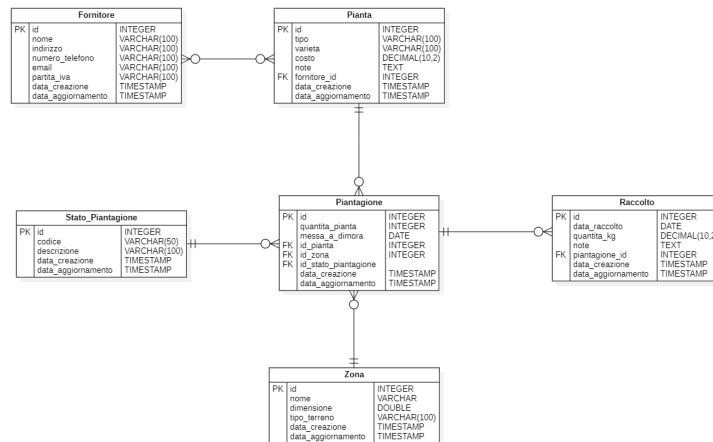 Fornitore
PK id INTEGER
nome VARCHAR(100)
indirizzo VARCHAR(100)
numero_telefono VARCHAR(100)
email VARCHAR(100)
partita_iva VARCHAR(100)
data_creazione TIMESTAMP
data_aggiornamento TIMESTAMP
Pianta
PK id INTEGER
tipo VARCHAR(100)
varieta VARCHAR(100)
costo DECIMAL(10,2)
note TEXT
FK fornitore_id INTEGER
data_creazione TIMESTAMP
data_aggiornamento TIMESTAMP
Stato_Piantagione
PK id INTEGER
codice VARCHAR(50)
descrizione VARCHAR(100)
data_creazione TIMESTAMP
data_aggiornamento TIMESTAMP
Piantagione
PK id INTEGER
quantita_pianta INTEGER
messa_a_dimora DATE
FK id_pianta INTEGER
FK id_zona INTEGER
FK id_stato_piantagione
data_creazione TIMESTAMP
data_aggiornamento TIMESTAMP
Raccolto
PK id INTEGER
data_raccolto DATE
quantita_kg DECIMAL(10,2
note TEXT
FK piantagione_id INTEGER
data_creazione TIMESTAMP
data_aggiornamento TIMESTAMP
Zona
PK id INTEGER
nome VARCHAR
dimensione DOUBLE
tipo_terreno VARCHAR(100)
data_creazione TIMESTAMP
data_aggiornamento TIMESTAMP